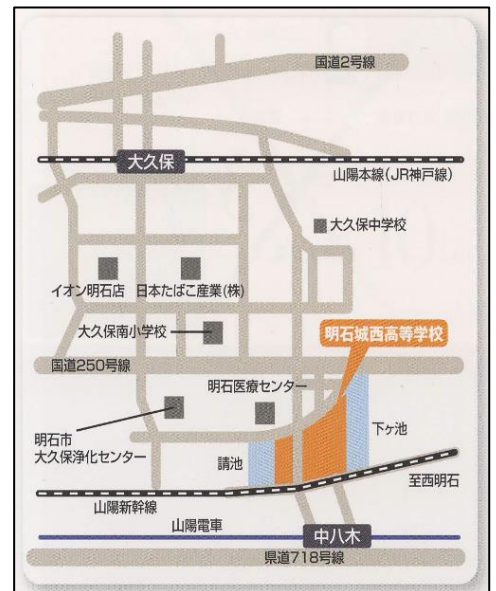 国道2号線
大久保
山陽本線(JR神戸線)
大久保中学校
イオン明石店
日本たばこ産業(株)
大久保南小学校
明石城西高等学校
国道250号線
明石医療センター
明石市
大久保浄化センター
請池
下ヶ池
至西明石
山陽新幹線
山陽電車
中八木
県道718号線